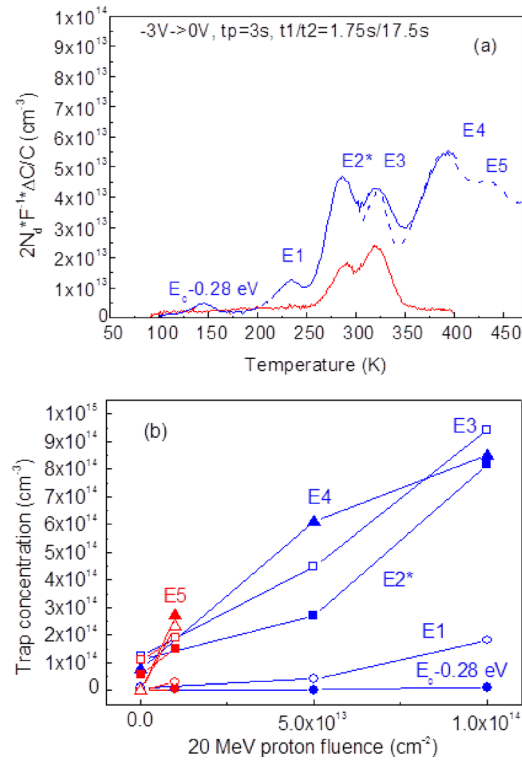 -3V->0V, tp=3s, t1/t2=1.75s/17.5s
(a)
2N_d*F^-1*ΔC/C (cm^-3)
1x10^14
9x10^13
8x10^13
7x10^13
6x10^13
5x10^13
4x10^13
3x10^13
2x10^13
1x10^13
0
E2*
E3
E4
E5
E1
E_c-0.28 eV
50 100 150 200 250 300 350 400 450
Temperature (K)
(b)
Trap concentration (cm^-3)
1x10^15
9x10^14
8x10^14
7x10^14
6x10^14
5x10^14
4x10^14
3x10^14
2x10^14
1x10^14
0
E3
E4
E5
E2*
E1
E_c-0.28 eV
0.0 5.0x10^13 1.0x10^14
20 MeV proton fluence (cm^-2)